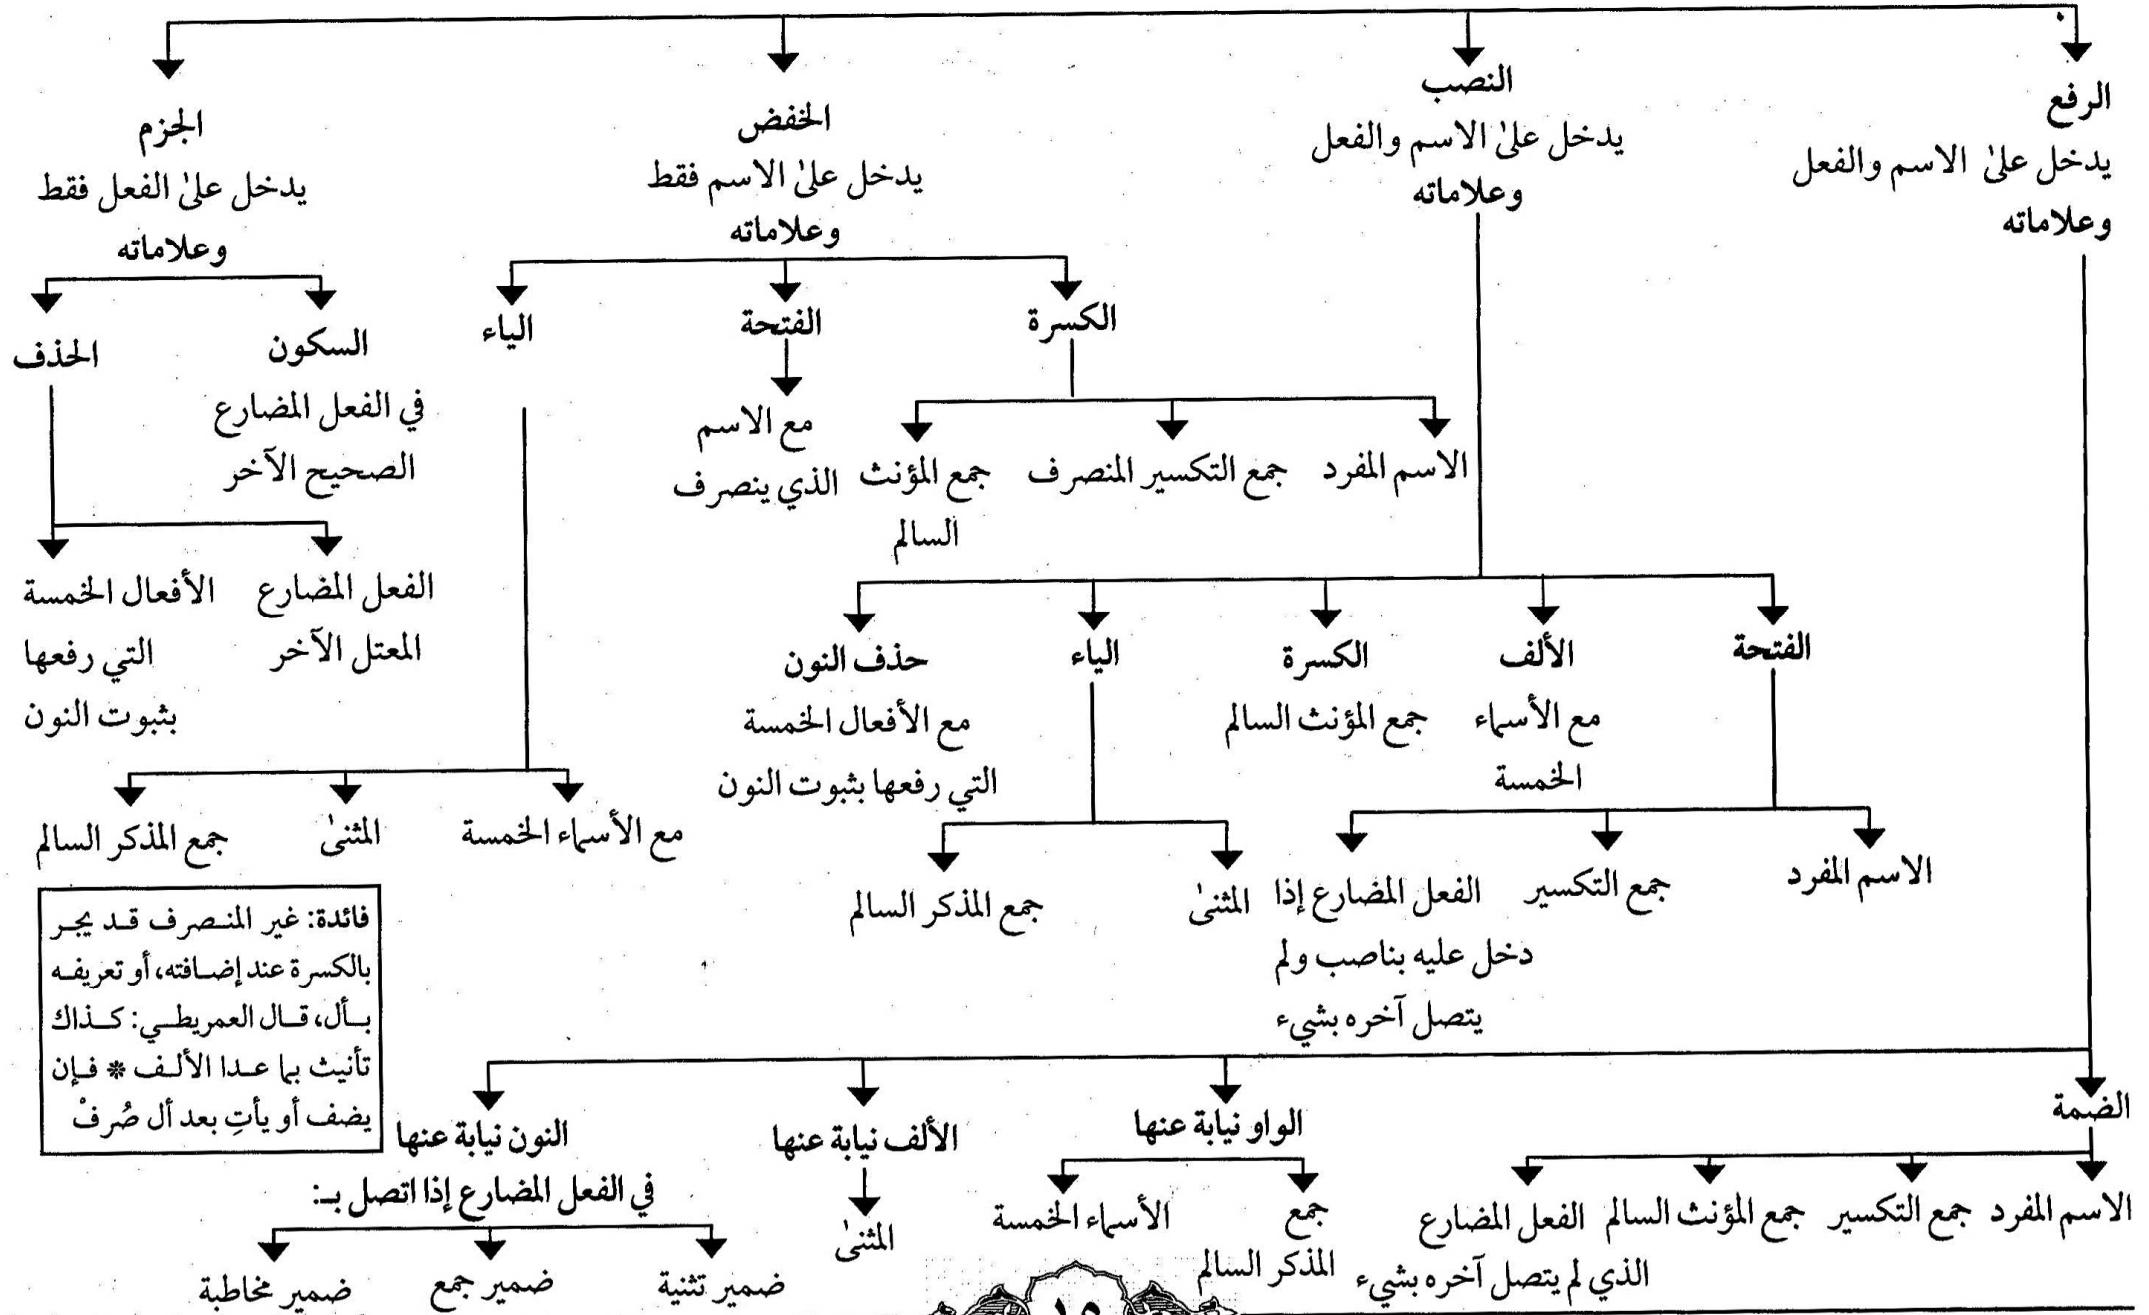 الرفع
يدخل علىٰ الاسم والفعل
وعلاماته
النصب
يدخل علىٰ الاسم والفعل
وعلاماته
الخفض
يدخل علىٰ الاسم فقط
وعلاماته
الجزم
يدخل علىٰ الفعل فقط
وعلاماته
الكسرة
الفتحة
الياء
السكون
في الفعل المضارع
الصحيح الآخر
الحذف
الاسم المفرد
جمع التكسير المنصرف
جمع المؤنث
السالم
مع الاسم
الذي ينصرف
الفعل المضارع
المعتل الآخر
الأفعال الخمسة
التي رفعها
بثبوت النون
الفتحة
الألف
مع الأسماء
الخمسة
الكسرة
جمع المؤنث السالم
الياء
حذف النون
مع الأفعال الخمسة
التي رفعها بثبوت النون
مع الأسماء الخمسة
المثنىٰ
جمع المذكر السالم
الاسم المفرد
جمع التكسير
الفعل المضارع إذا
دخل عليه بناصب ولم
يتصل آخره بشيء
المثنىٰ
جمع المذكر السالم
فائدة: غير المنصرف قد يجر
بالكسرة عند إضافته، أو تعريفه
بأل، قال العمريطي: كذاك
تأنيث بما عدا الألف * فإن
يضف أو يأتِ بعد أل صُرفْ
الضمة
الواو نيابة عنها
الألف نيابة عنها
النون نيابة عنها
في الفعل المضارع إذا اتصل بـ:
الاسم المفرد
جمع التكسير
جمع المؤنث السالم
الفعل المضارع
الذي لم يتصل آخره بشيء
جمع
المذكر السالم
الأسماء الخمسة
المثنىٰ
ضمير تثنية
ضمير جمع
ضمير مخاطبة
١٥